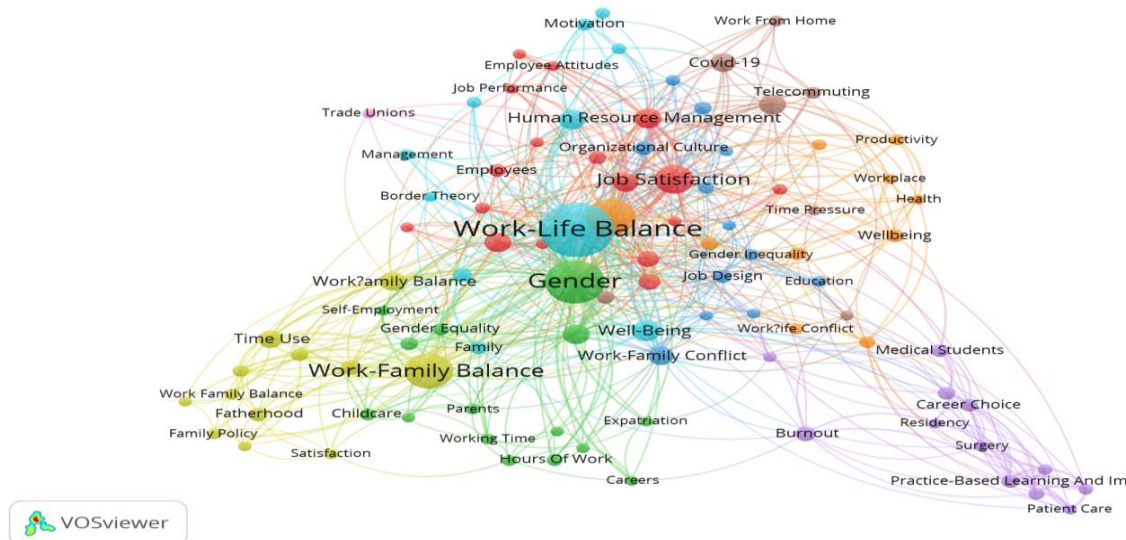 Motivation
Work From Home
Employee Attitudes
Covid-19
Job Performance
Telecommuting
Trade Unions
Human Resource Management
Productivity
Organizational Culture
Management
Employees
Job Satisfaction
Workplace
Border Theory
Health
Time Pressure
Work-Life Balance
Wellbeing
Gender Inequality
Work?amily Balance
Gender
Job Design
Education
Self-Employment
Gender Equality
Well-Being
Work?ife Conflict
Time Use
Family
Work-Family Conflict
Medical Students
Work-Family Balance
Work Family Balance
Career Choice
Fatherhood
Childcare
Parents
Expatriation
Residency
Family Policy
Burnout
Working Time
Surgery
Satisfaction
Hours Of Work
Careers
Practice-Based Learning And Im
Patient Care
VOSviewer